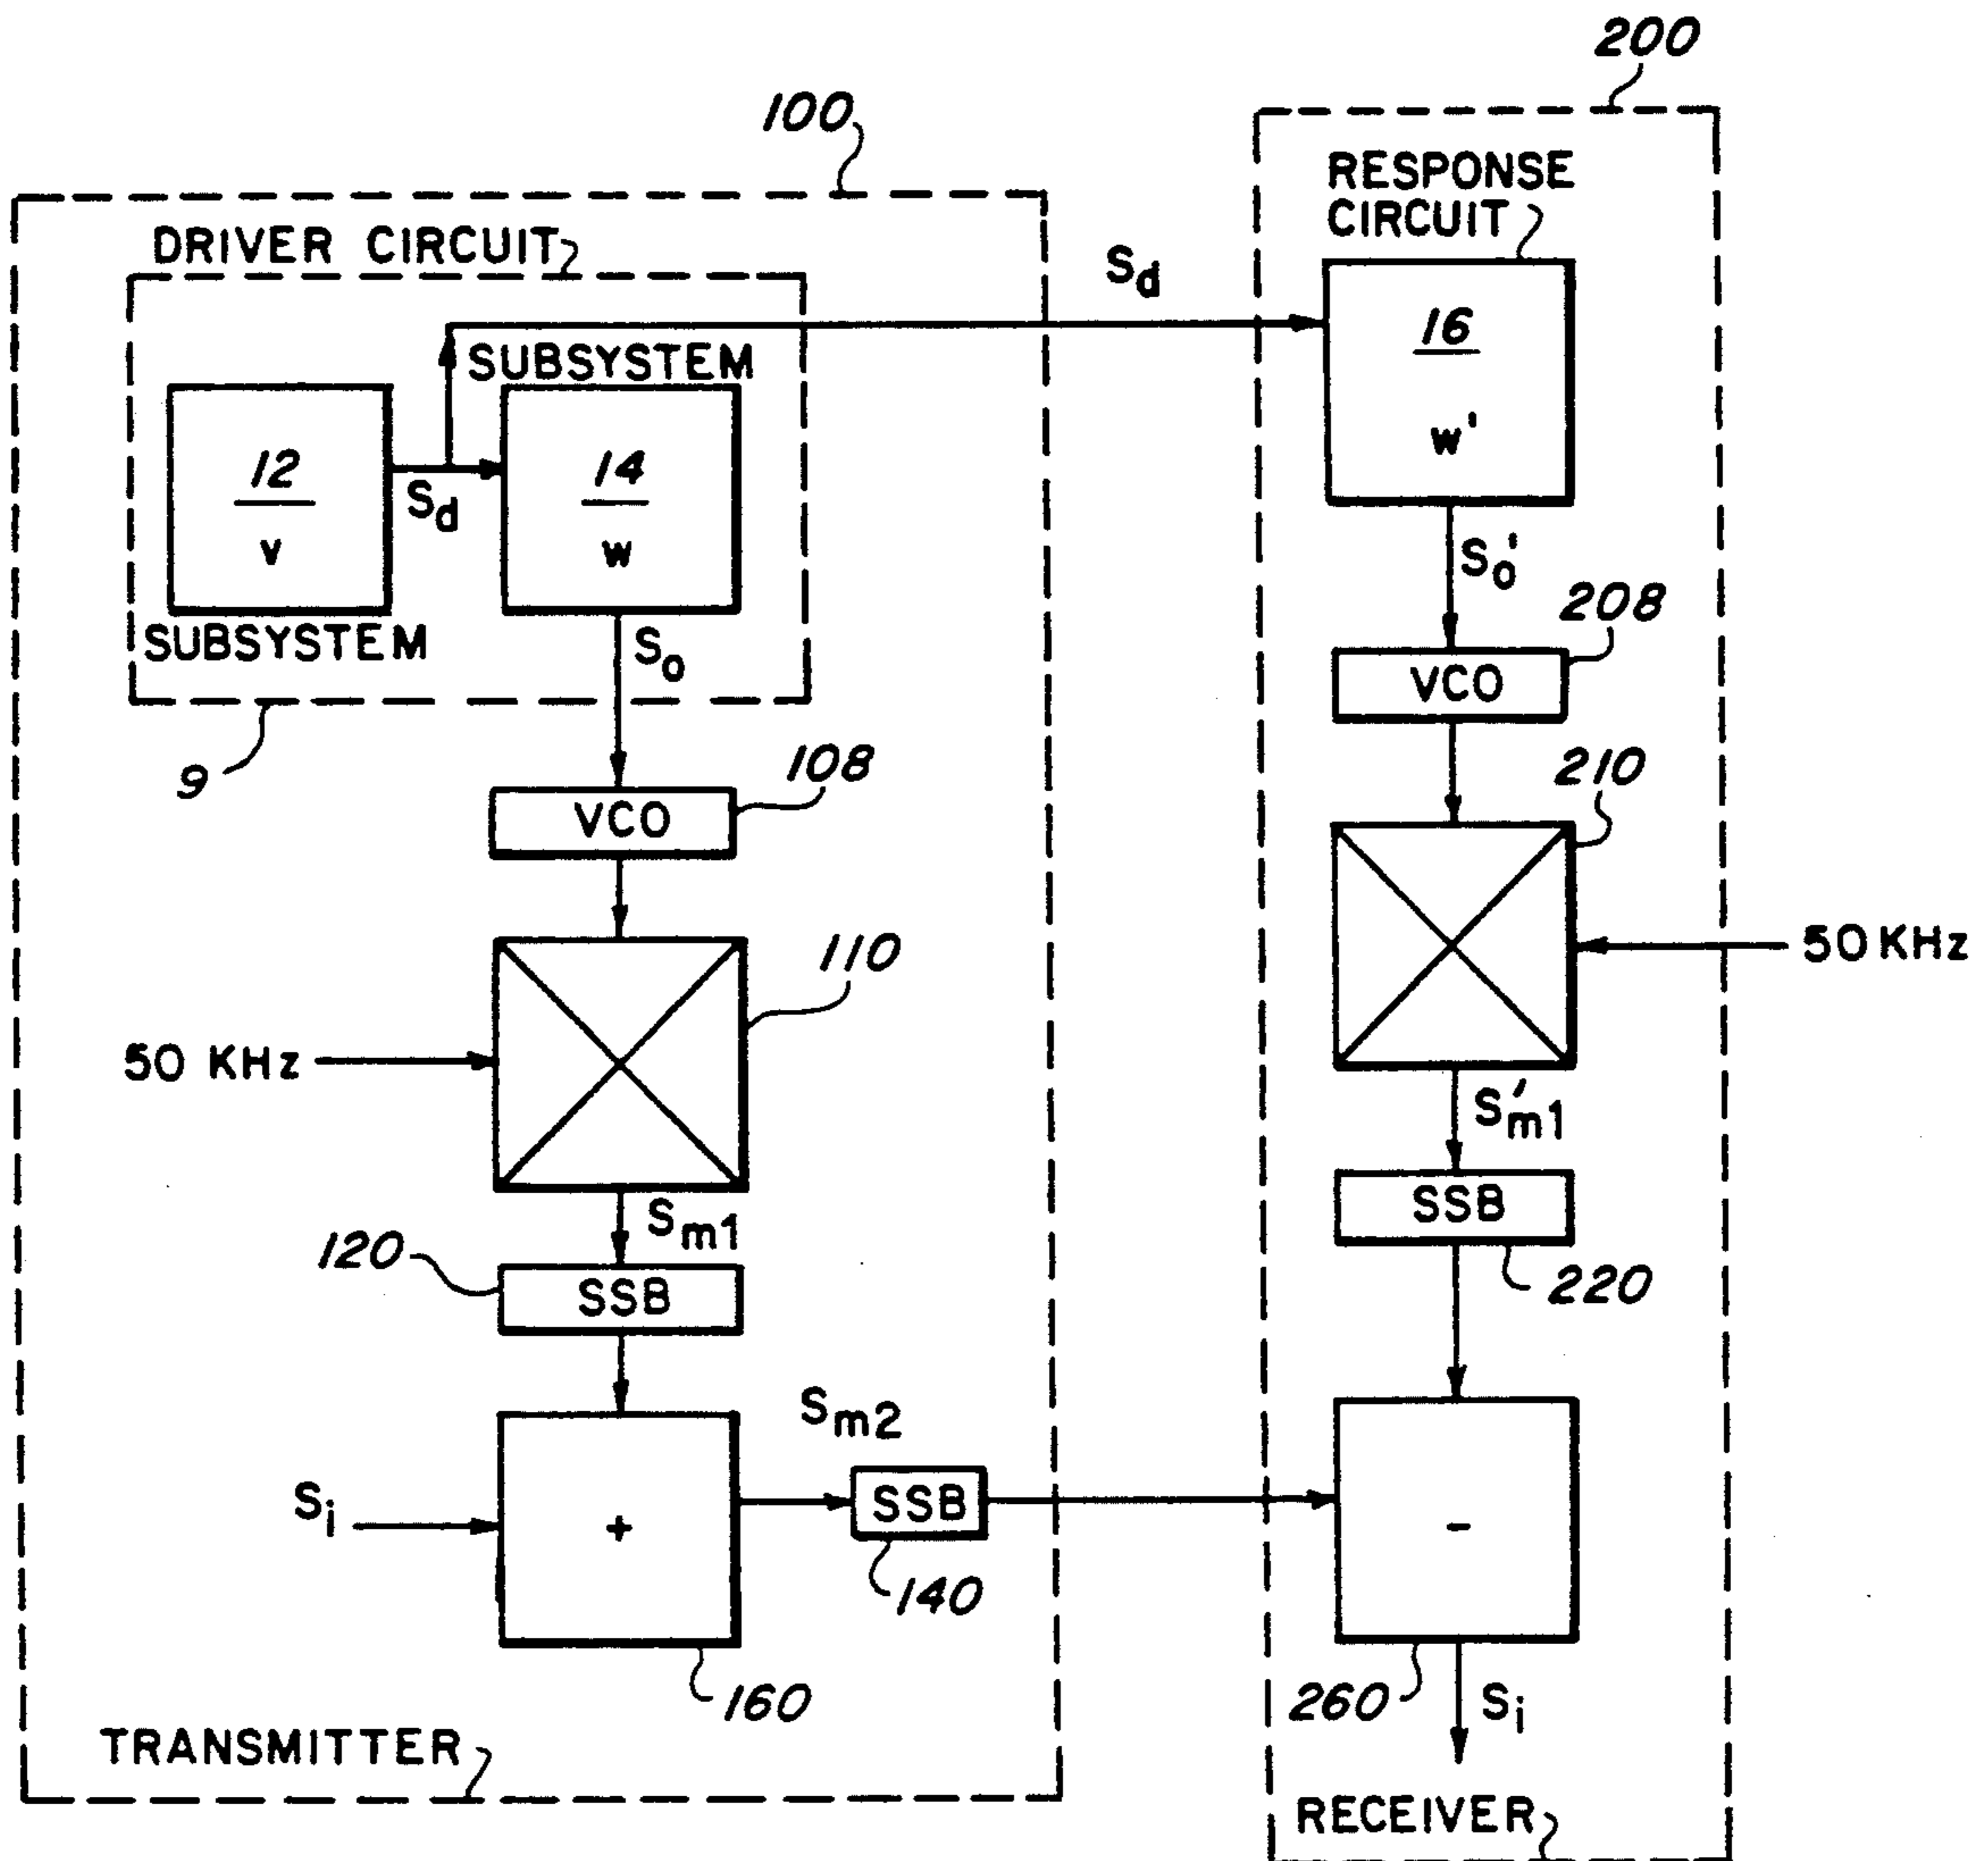 200
100
RESPONSE
CIRCUIT
DRIVER CIRCUIT
Sd
16
w'
SUBSYSTEM
12
v
Sd
14
w
So'
SUBSYSTEM
So
208
VCO
9
108
VCO
210
110
50 KHz
50 KHz
S'm1
Sm1
SSB
120
SSB
220
Sm2
Si
+
SSB
-
140
160
260
Si
TRANSMITTER
RECEIVER